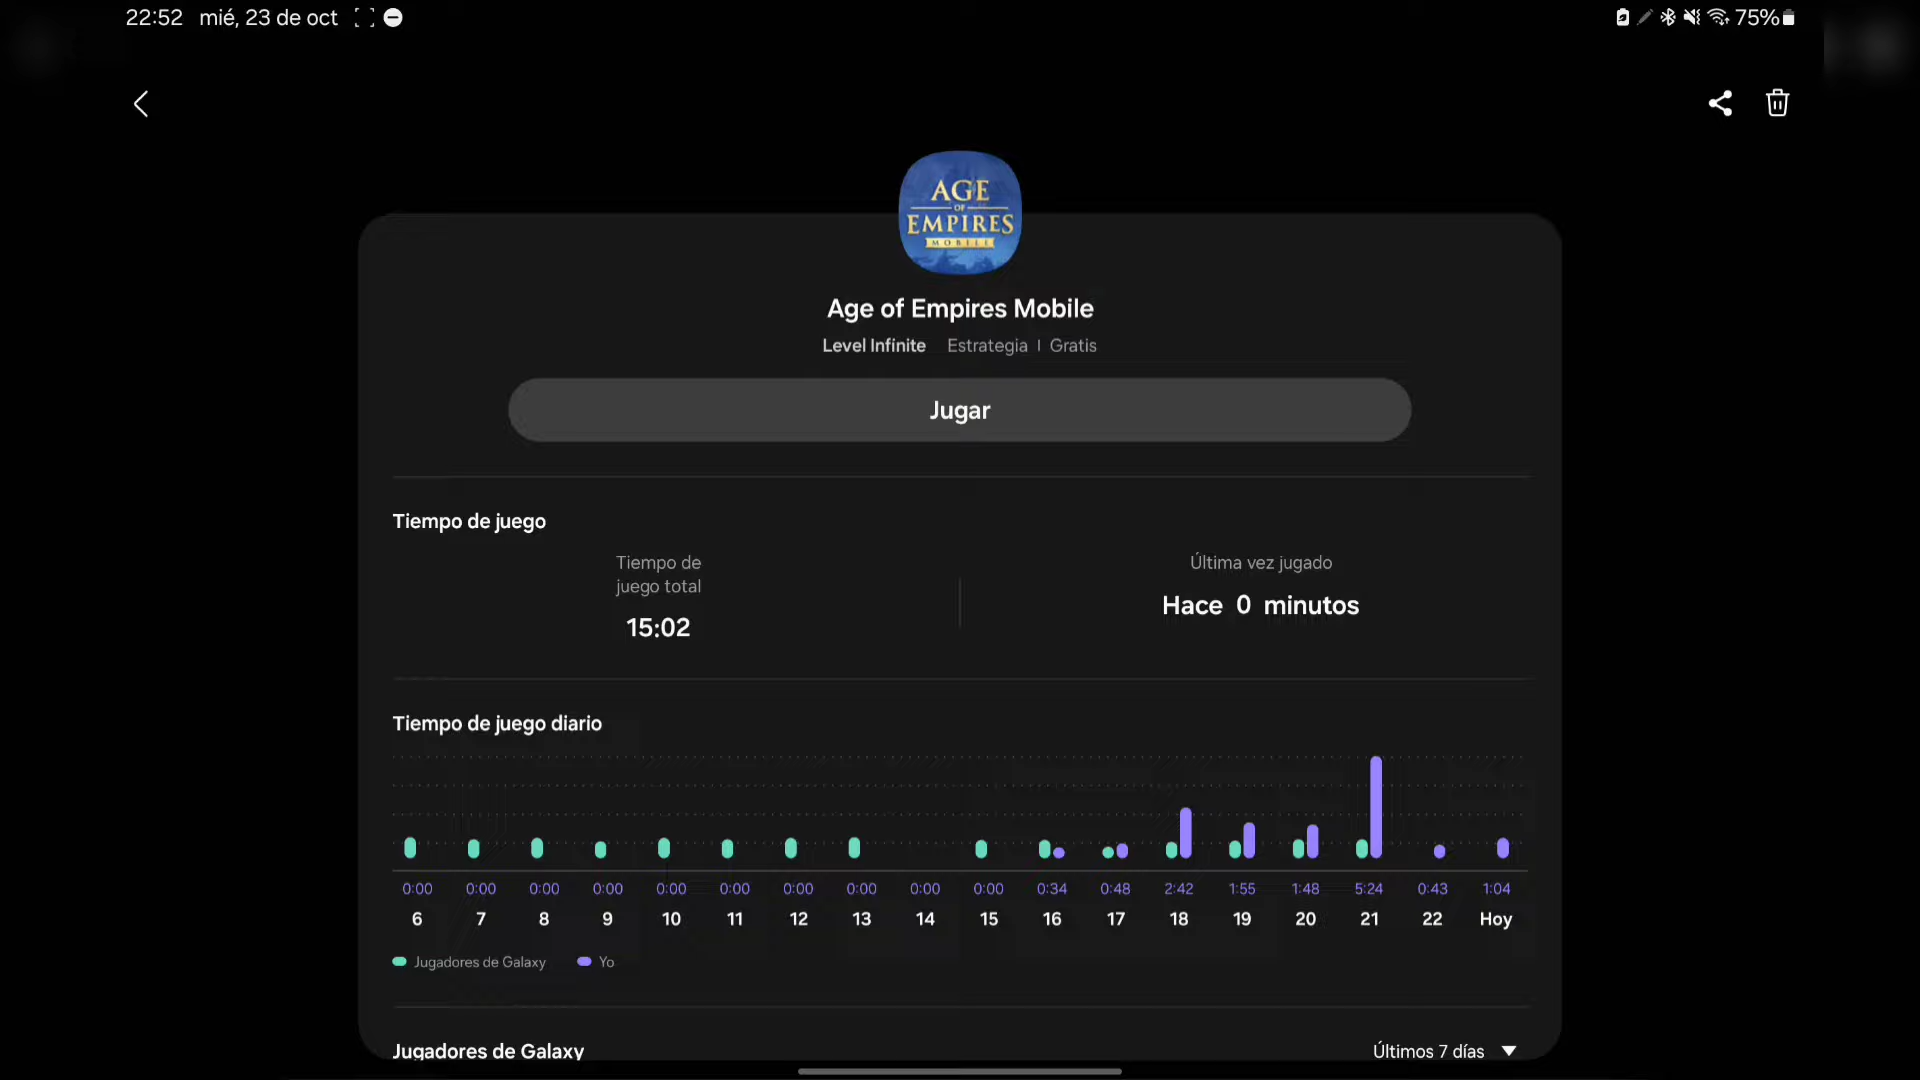 22:52 mié, 23 de oct
75%
AGE
OF
EMPIRES
MOBILE
Age of Empires Mobile
Level Infinite Estrategia | Gratis
Jugar
Tiempo de juego
Tiempo de
juego total
15:02
Última vez jugado
Hace 0 minutos
Tiempo de juego diario
0:00 0:00 0:00 0:00 0:00 0:00 0:00 0:00 0:00 0:00 0:34 0:48 2:42 1:55 1:48 5:24 0:43 1:04
6 7 8 9 10 11 12 13 14 15 16 17 18 19 20 21 22 Hoy
Jugadores de Galaxy Yo
Jugadores de Galaxy Últimos 7 días